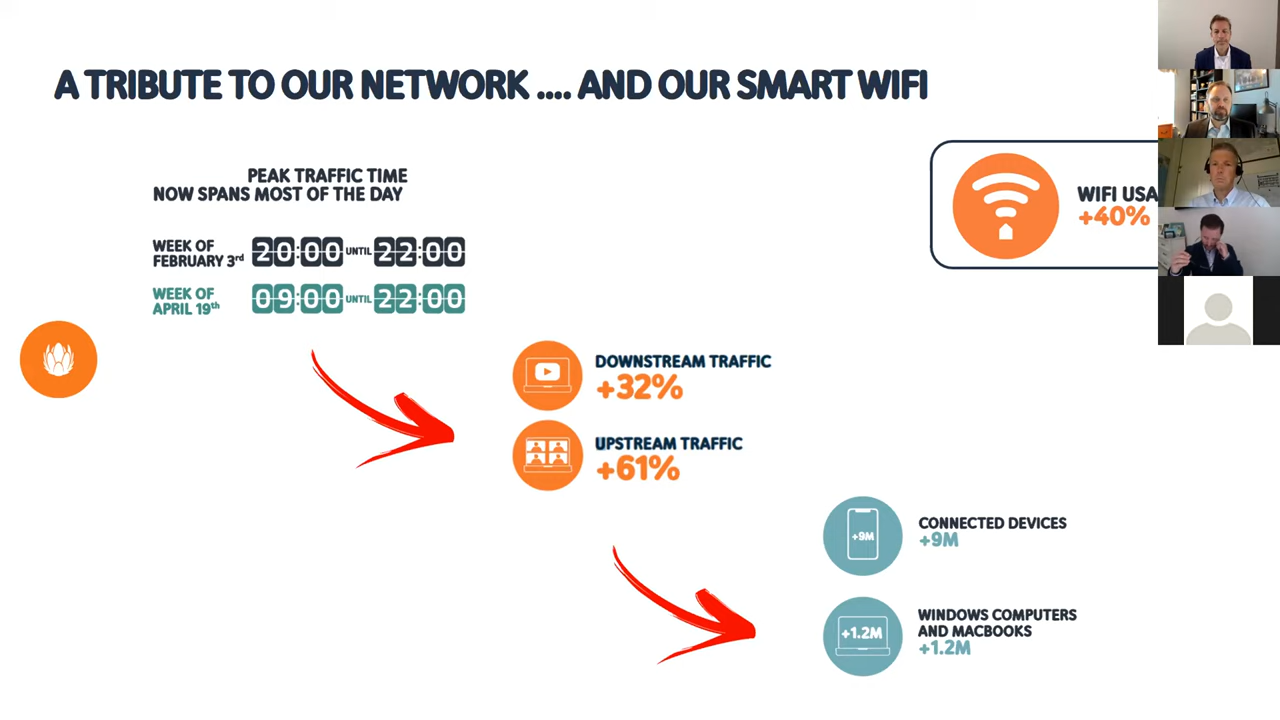 A TRIBUTE TO OUR NETWORK .... AND OUR SMART WIFI
PEAK TRAFFIC TIME
NOW SPANS MOST OF THE DAY
WEEK OF
FEBRUARY 3rd
20:00 UNTIL 22:00
WEEK OF
APRIL 19th
09:00 UNTIL 22:00
WIFI USA
+40%
DOWNSTREAM TRAFFIC
+32%
UPSTREAM TRAFFIC
+61%
+9M
CONNECTED DEVICES
+9M
+1.2M
WINDOWS COMPUTERS
AND MACBOOKS
+1.2M